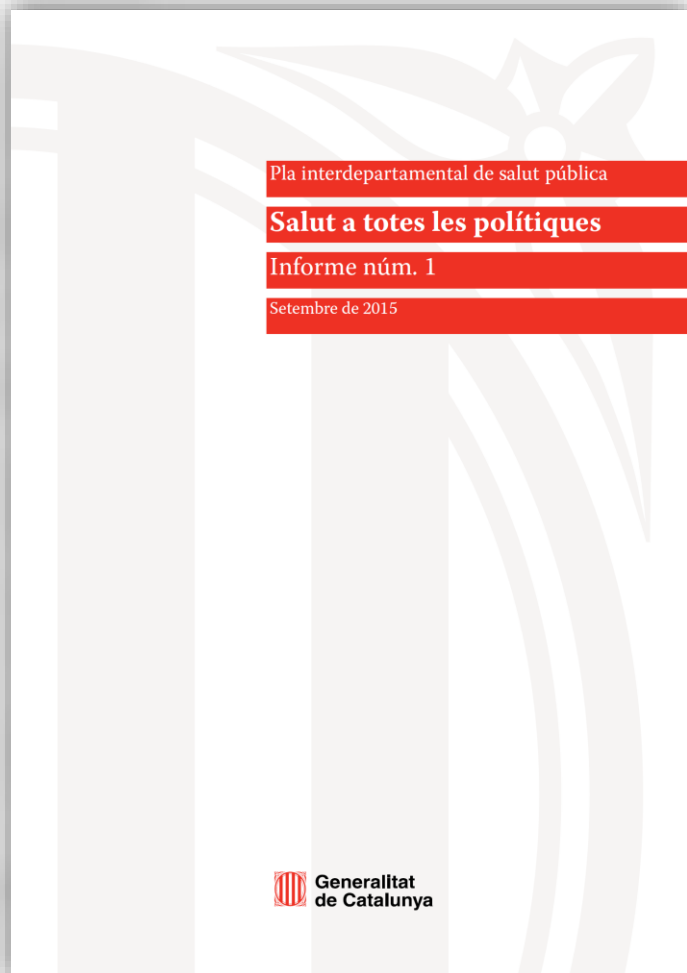 Pla interdepartamental de salut pública
Salut a totes les polítiques
Informe núm. 1
Setembre de 2015
Generalitat
de Catalunya